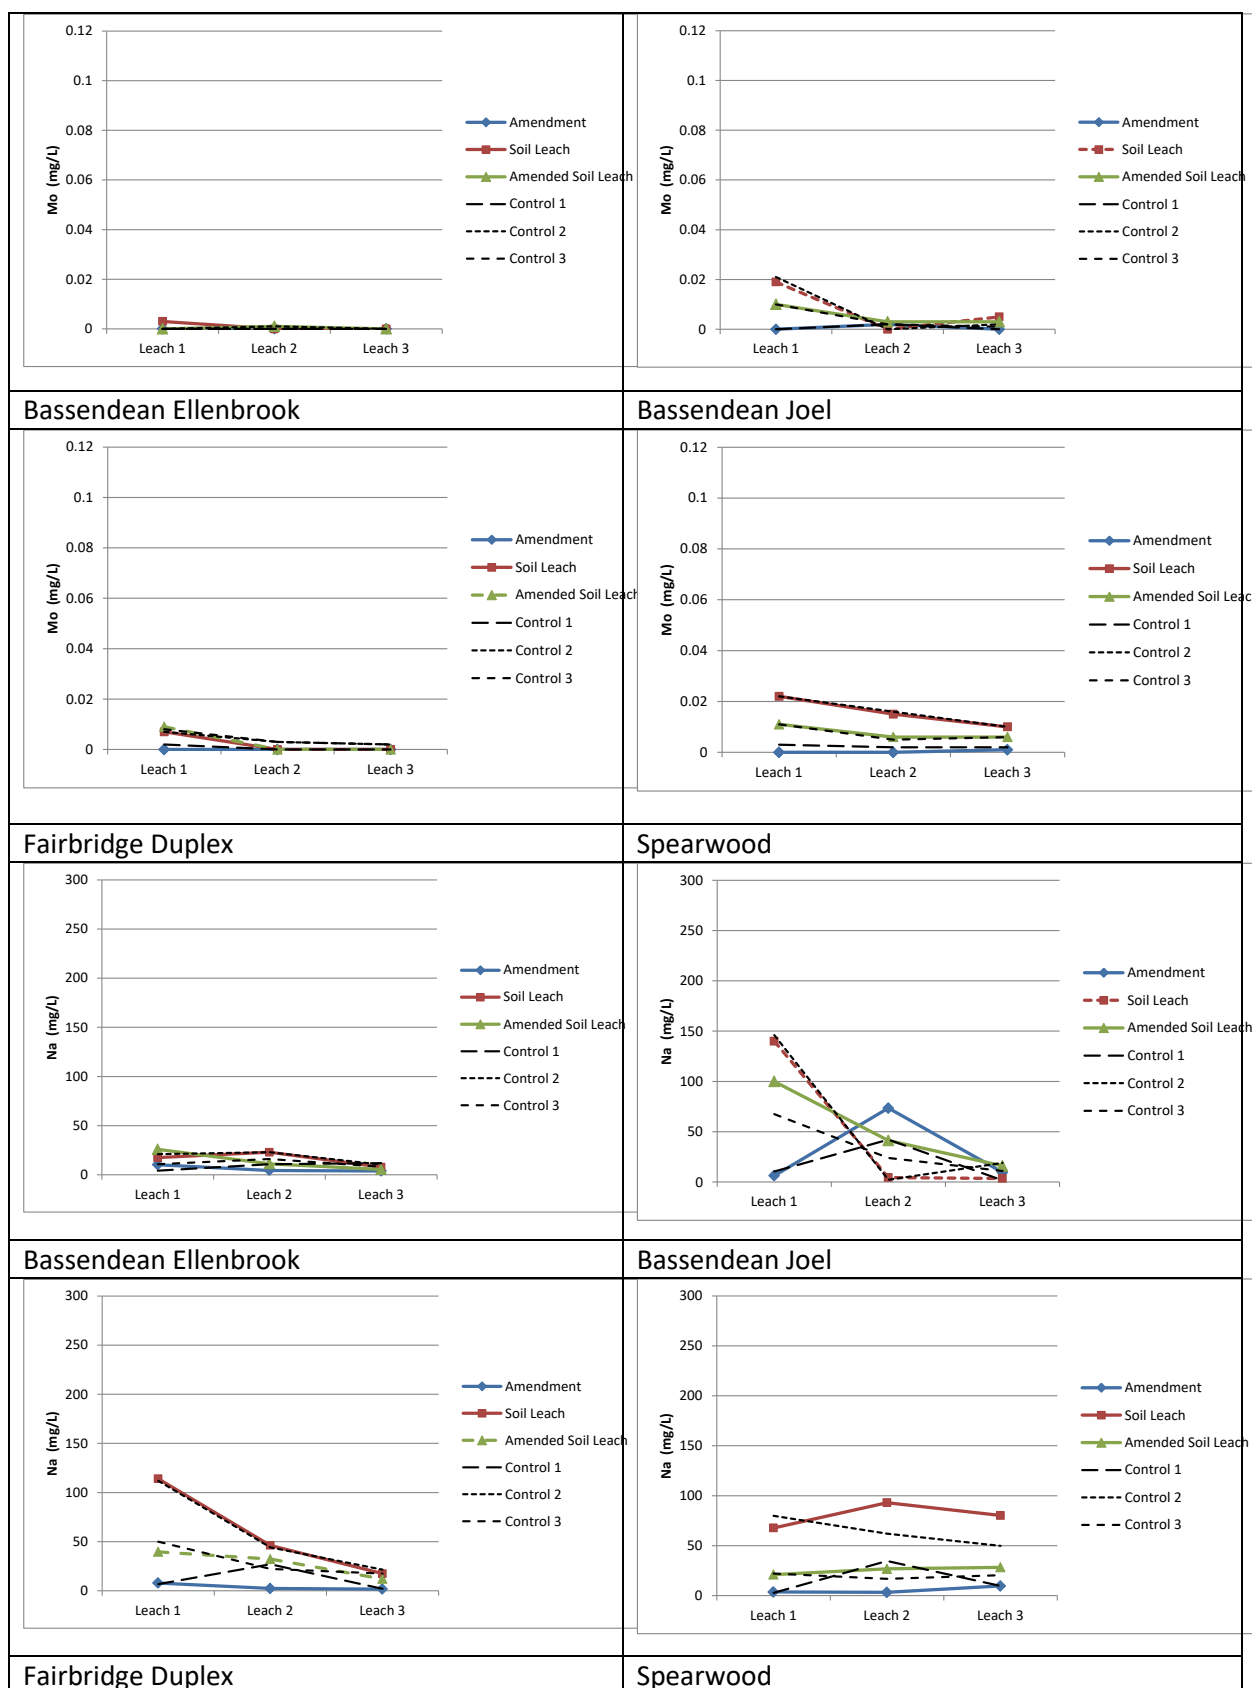 0.12
0.1
0.08
0.06
0.04
0.02
0
Mo (mg/L)
Leach 1
Leach 2
Leach 3
Amendment
Soil Leach
Amended Soil Leach
Control 1
Control 2
Control 3
0.12
0.1
0.08
0.06
0.04
0.02
0
Mo (mg/L)
Leach 1
Leach 2
Leach 3
Amendment
Soil Leach
Amended Soil Leach
Control 1
Control 2
Control 3
Bassendean Ellenbrook
Bassendean Joel
0.12
0.1
0.08
0.06
0.04
0.02
0
Mo (mg/L)
Leach 1
Leach 2
Leach 3
Amendment
Soil Leach
Amended Soil Leach
Control 1
Control 2
Control 3
0.12
0.1
0.08
0.06
0.04
0.02
0
Mo (mg/L)
Leach 1
Leach 2
Leach 3
Amendment
Soil Leach
Amended Soil Leac
Control 1
Control 2
Control 3
Fairbridge Duplex
Spearwood
300
250
200
150
100
50
0
Na (mg/L)
Leach 1
Leach 2
Leach 3
Amendment
Soil Leach
Amended Soil Leach
Control 1
Control 2
Control 3
300
250
200
150
100
50
0
Na (mg/L)
Leach 1
Leach 2
Leach 3
Amendment
Soil Leach
Amended Soil Leach
Control 1
Control 2
Control 3
Bassendean Ellenbrook
Bassendean Joel
300
250
200
150
100
50
0
Na (mg/L)
Leach 1
Leach 2
Leach 3
Amendment
Soil Leach
Amended Soil Leach
Control 1
Control 2
Control 3
300
250
200
150
100
50
0
Na (mg/L)
Leach 1
Leach 2
Leach 3
Amendment
Soil Leach
Amended Soil Leach
Control 1
Control 2
Control 3
Fairbridge Duplex
Spearwood